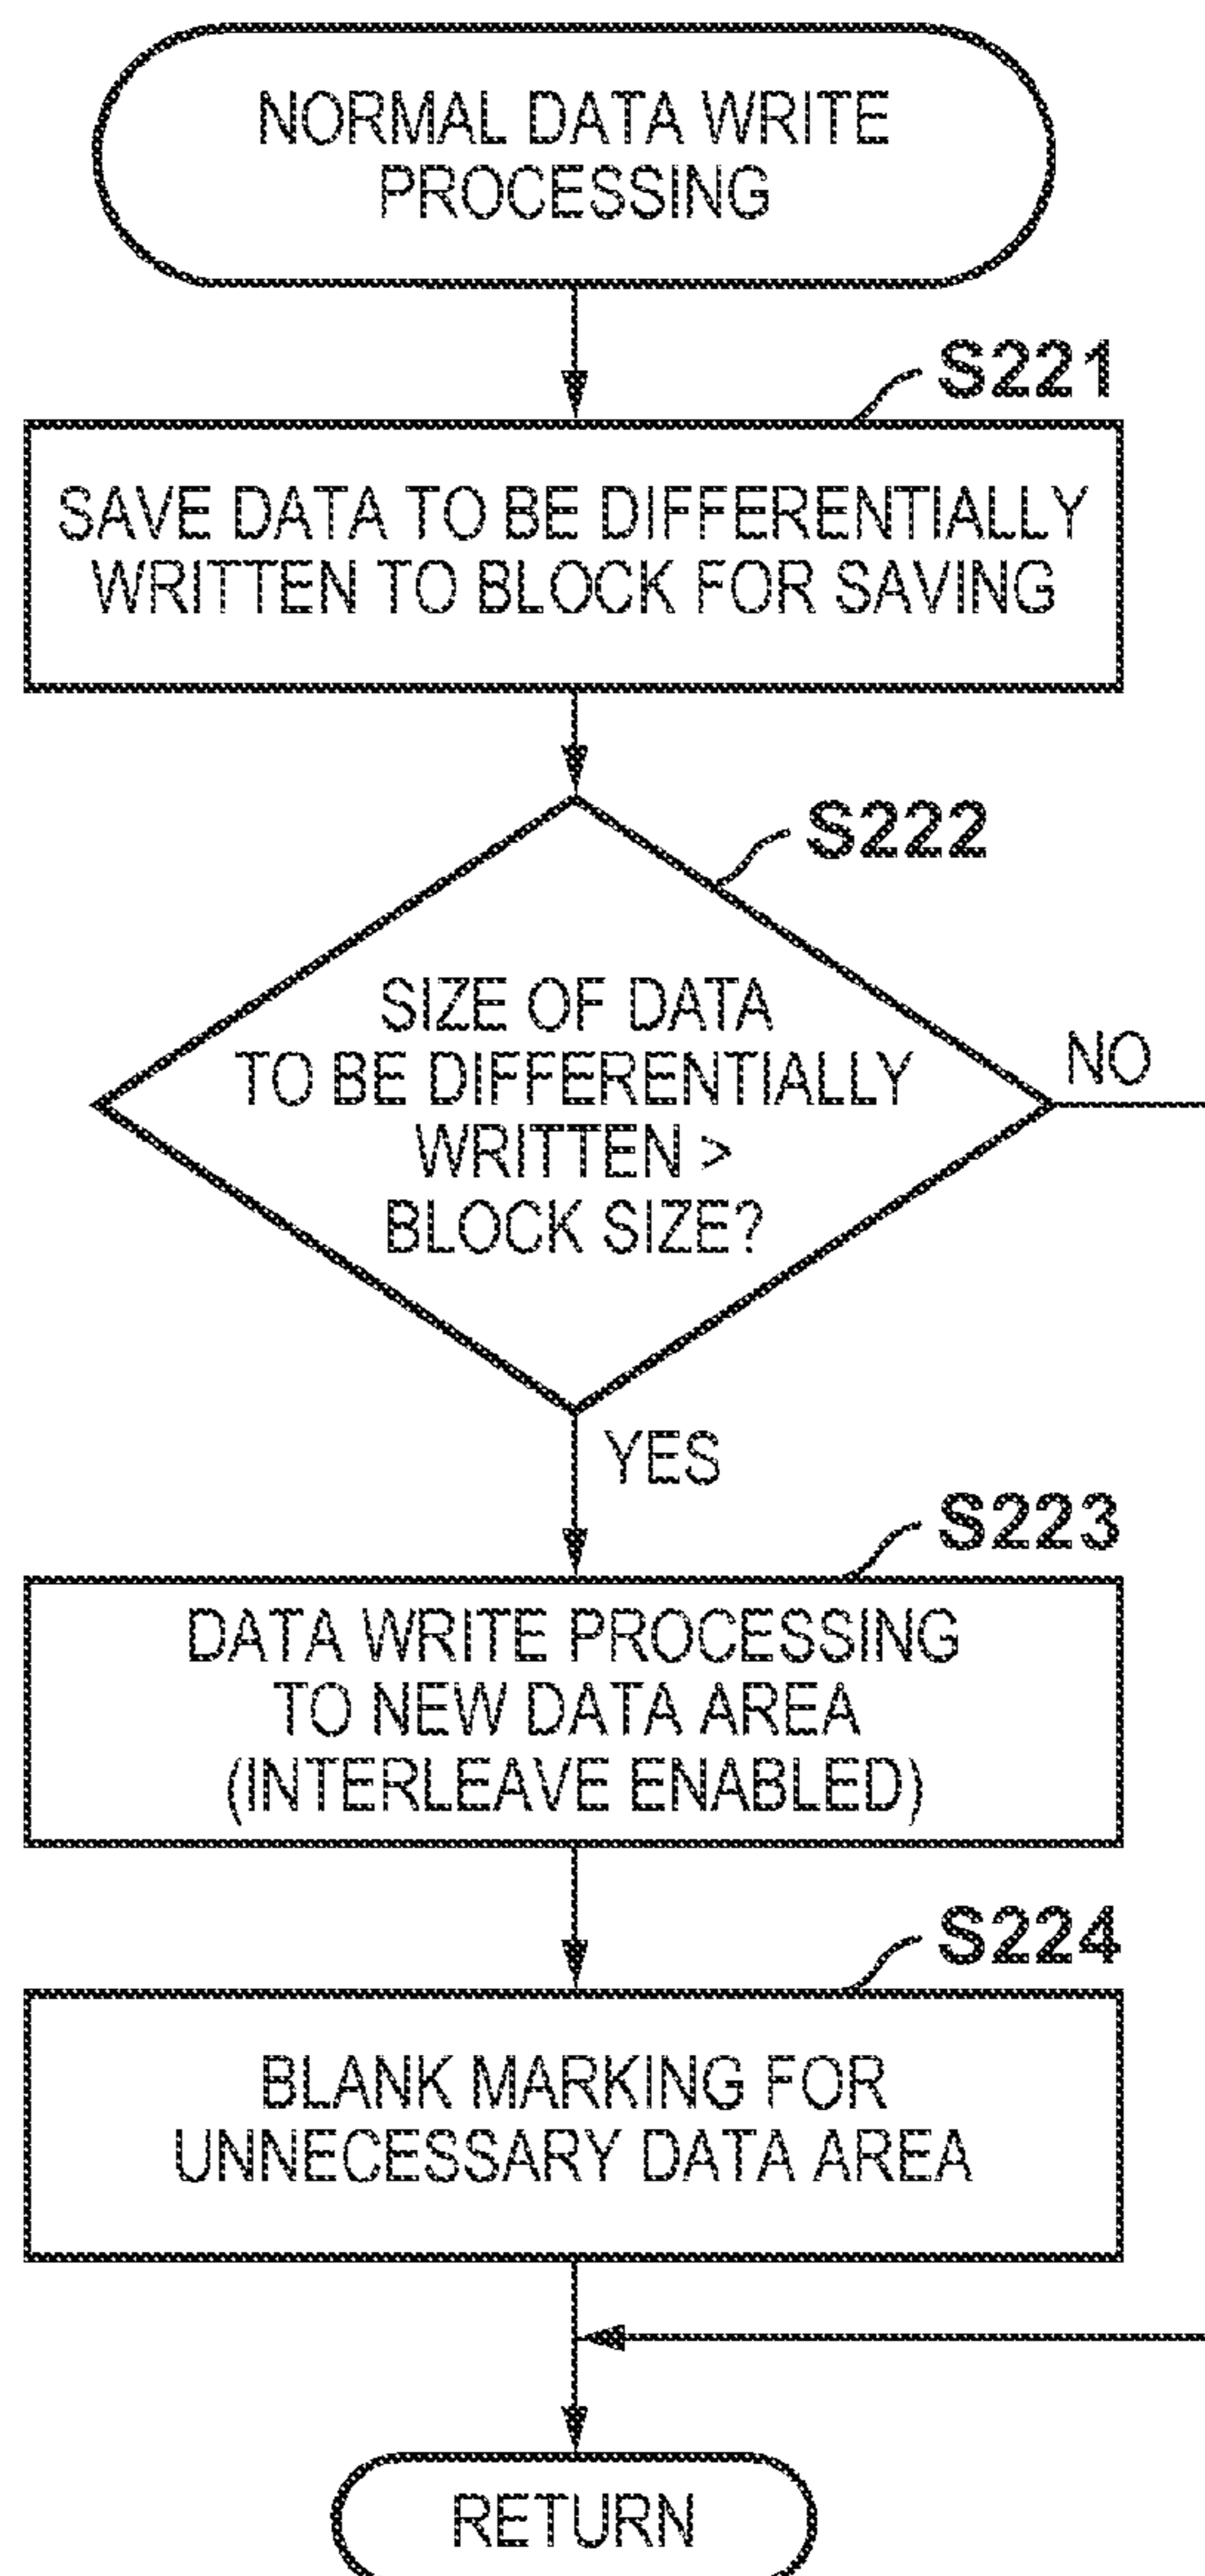 NORMAL DATA WRITE
PROCESSING
S221
SAVE DATA TO BE DIFFERENTIALLY
WRITTEN TO BLOCK FOR SAVING
S222
SIZE OF DATA
TO BE DIFFERENTIALLY
WRITTEN >
BLOCK SIZE?
NO
YES
S223
DATA WRITE PROCESSING
TO NEW DATA AREA
(INTERLEAVE ENABLED)
S224
BLANK MARKING FOR
UNNECESSARY DATA AREA
RETURN